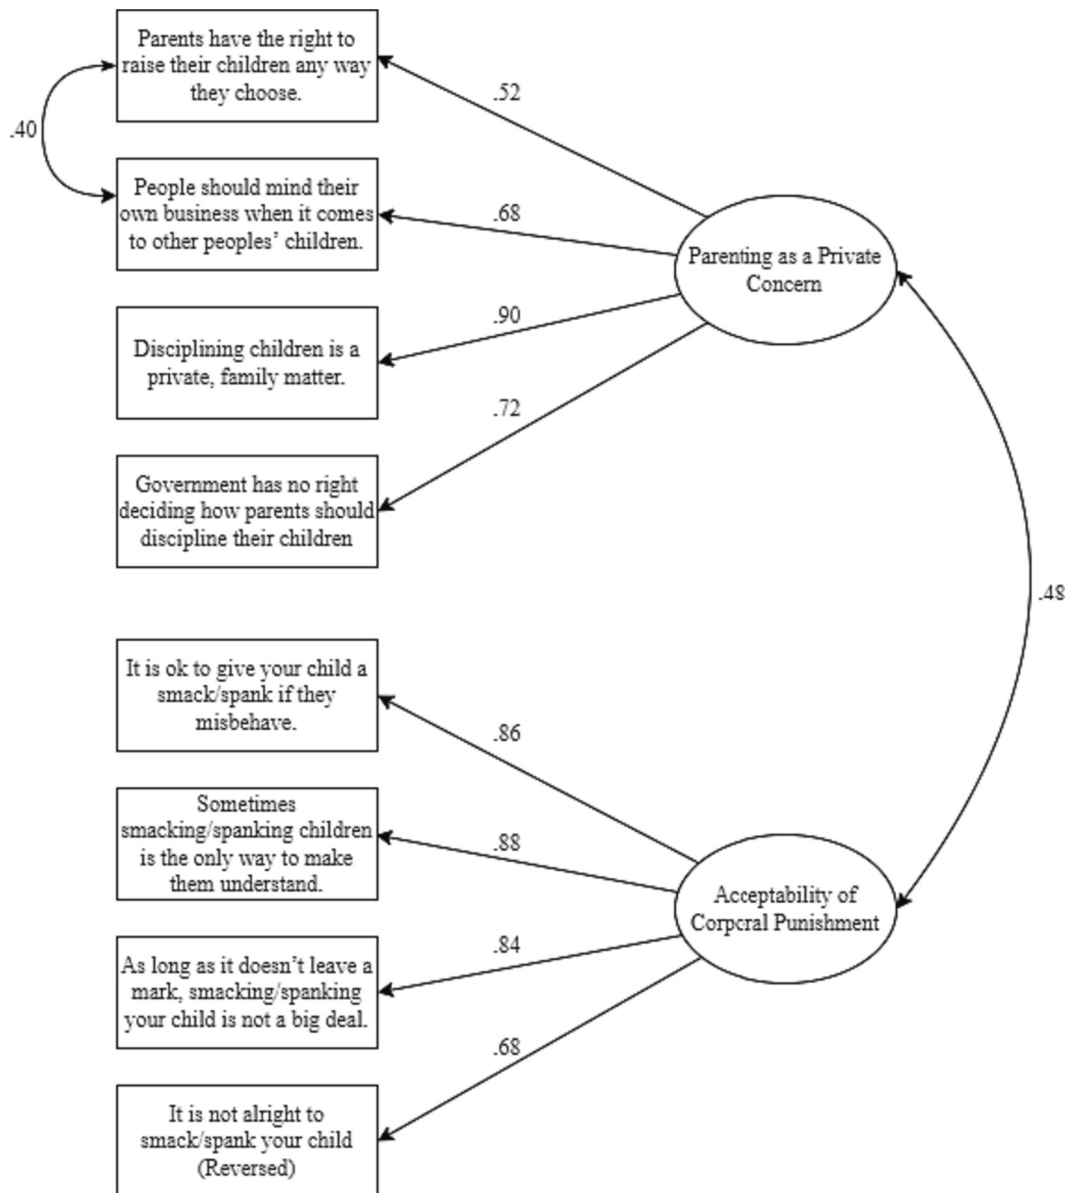 Parents have the right to
raise their children any way
they choose.
.52
.40
People should mind their
own business when it comes
to other peoples’ children.
.68
Parenting as a Private
Concern
.90
Disciplining children is a
private, family matter.
.72
Government has no right
deciding how parents should
discipline their children
.48
It is ok to give your child a
smack/spank if they
misbehave.
.86
Sometimes
smacking/spanking children
is the only way to make
them understand.
.88
Acceptability of
Corpcral Punishment
.84
As long as it doesn’t leave a
mark, smacking/spanking
your child is not a big deal.
.68
It is not alright to
smack/spank your child
(Reversed)